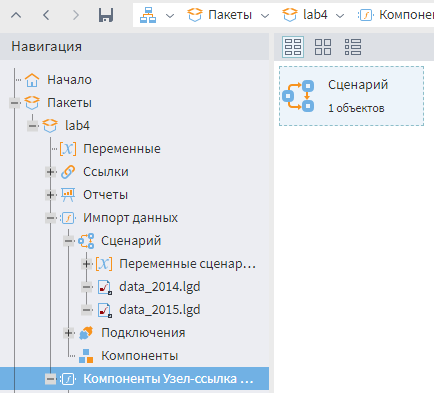 Пакеты lab4 Компоненты
Навигация
Начало
Пакеты
lab4
Переменные
Ссылки
Отчеты
Импорт данных
Сценарий
Переменные сценар...
data_2014.lgd
data_2015.lgd
Подключения
Компоненты
Компоненты Узел-ссылка ...
Сценарий
1 объектов